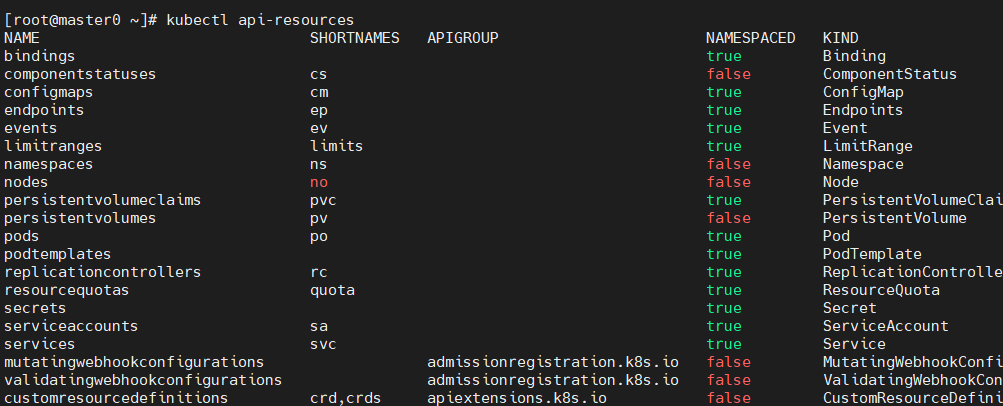 [root@master0 ~]# kubectl api-resources
NAME SHORTNAMES APIGROUP NAMESPACED KIND
bindings true Binding
componentstatuses cs false ComponentStatus
configmaps cm true ConfigMap
endpoints ep true Endpoints
events ev true Event
limitranges limits true LimitRange
namespaces ns false Namespace
nodes no false Node
persistentvolumeclaims pvc true PersistentVolumeClai
persistentvolumes pv false PersistentVolume
pods po true Pod
podtemplates true PodTemplate
replicationcontrollers rc true ReplicationControlle
resourcequotas quota true ResourceQuota
secrets true Secret
serviceaccounts sa true ServiceAccount
services svc true Service
mutatingwebhookconfigurations admissionregistration.k8s.io false MutatingWebhookConfi
validatingwebhookconfigurations admissionregistration.k8s.io false ValidatingWebhookCon
customresourcedefinitions crd,crds apiextensions.k8s.io false CustomResourceDefini